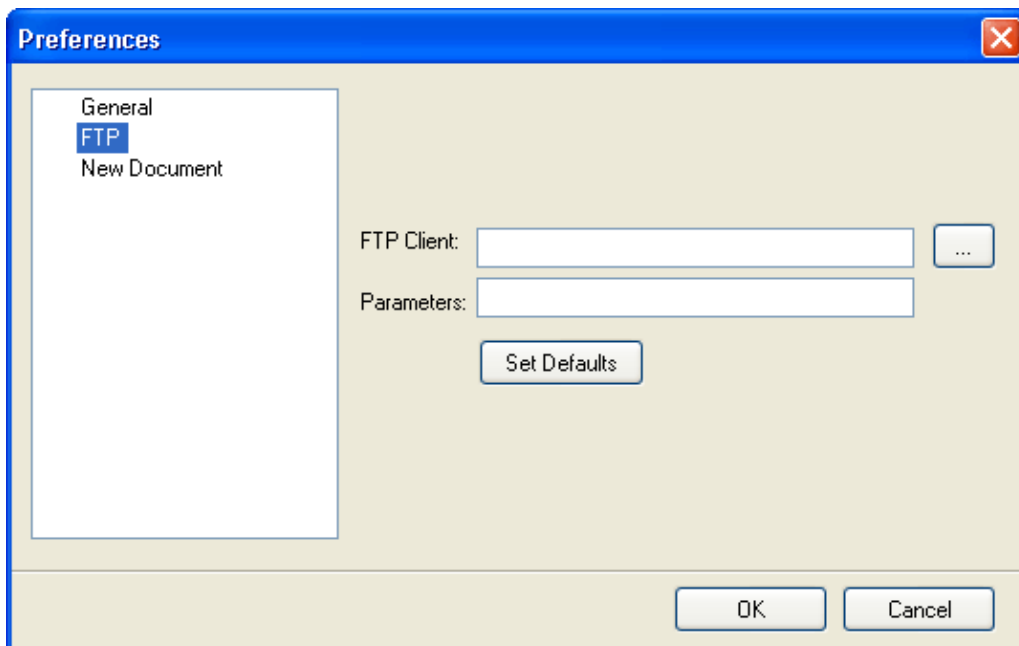 Preferences
General
FTP
New Document
FTP Client:
...
Parameters:
Set Defaults
OK
Cancel